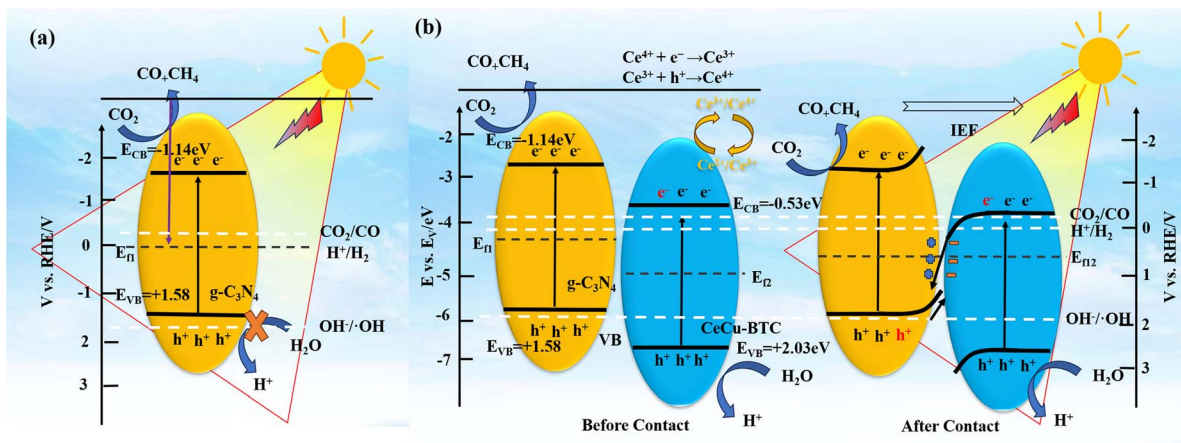 (a)
CO+CH4
CO2
ECB=-1.14eV
e- e- e-
V vs. RHE/V
-2
-1
0
1
2
3
CO2/CO
H+/H2
Ef1
EVB=+1.58
g-C3N4
OH-/·OH
h+ h+ h+
H2O
H+
(b)
CO+CH4
CO2
Ce4+ + e- →Ce3+
Ce3+ + h+→Ce4+
Ce3+/Ce4+
ECB=-1.14eV
e- e- e-
E vs. EV/eV
-2
-3
-4
-5
-6
-7
e- e- e-
ECB=-0.53eV
Ef1
Ef2
g-C3N4
CeCu-BTC
h+ h+ h+
VB
EVB=+1.58
h+ h+ h+
EVB=+2.03eV
H2O
H+
Before Contact
IEF
CO+CH4
CO2
e- e- e-
e- e- e-
CO2/CO
H+/H2
Ef12
OH-/·OH
h+ h+ h+
h+ h+ h+
H2O
H+
After Contact
-2
-1
0
1
2
3
V vs. RHE/V